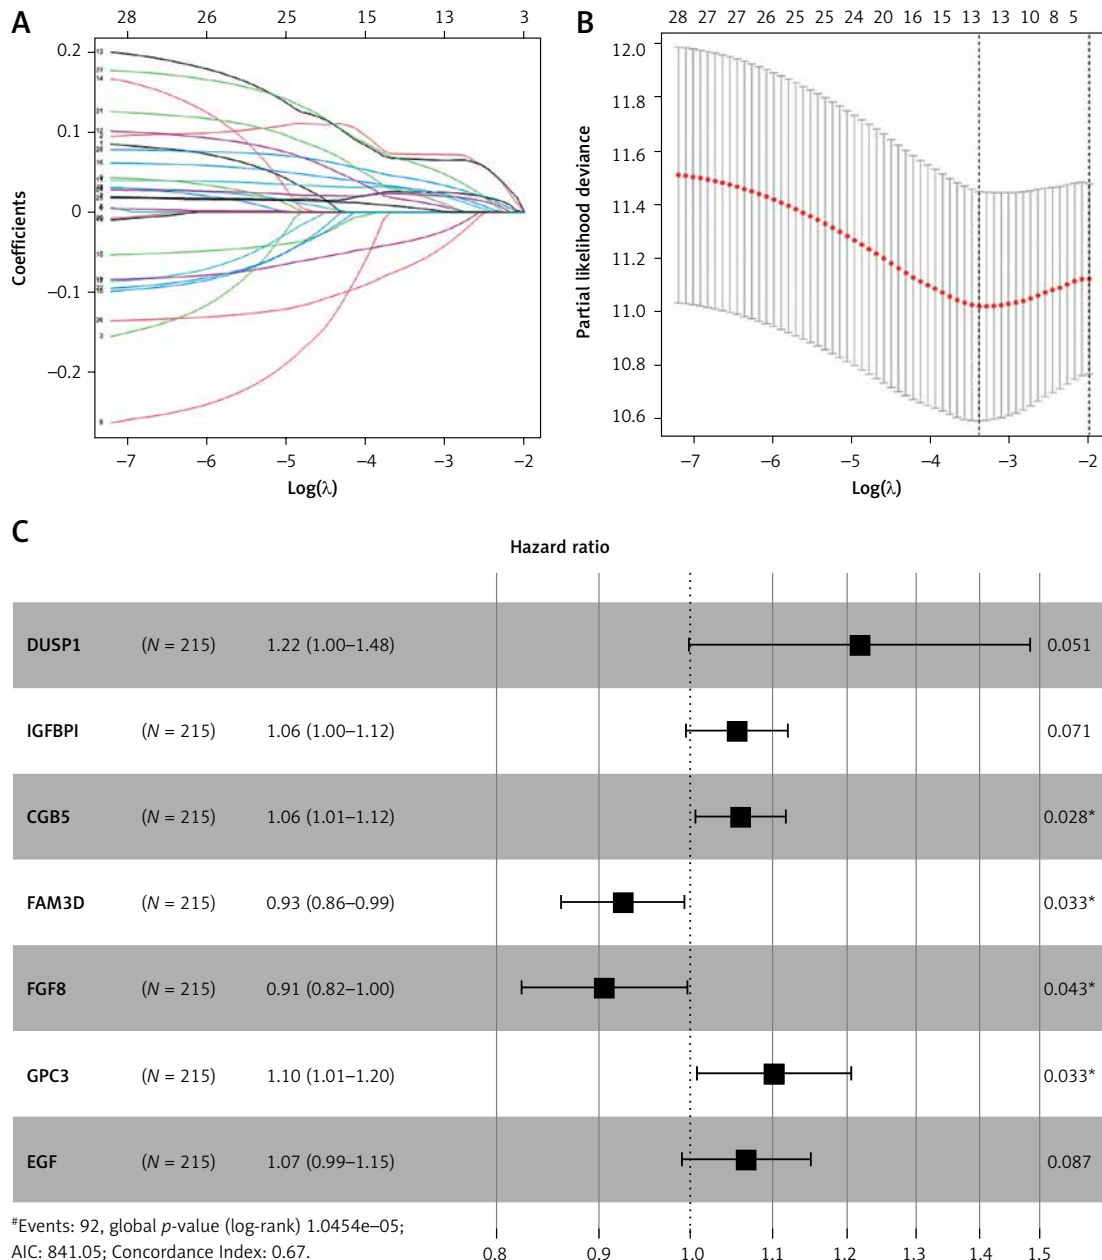 A
28 26 25 15 13 3
0.2
0.1
0
−0.1
−0.2
Coefficients
−7 −6 −5 −4 −3 −2
Log(λ)
B
28 27 27 26 25 25 24 20 16 15 13 13 10 8 5
12.0
11.8
11.6
11.4
11.2
11.0
10.8
10.6
Partial likelihood deviance
−7 −6 −5 −4 −3 −2
Log(λ)
C
Hazard ratio
DUSP1 (N = 215) 1.22 (1.00–1.48) 0.051
IGFBPI (N = 215) 1.06 (1.00–1.12) 0.071
CGB5 (N = 215) 1.06 (1.01–1.12) 0.028*
FAM3D (N = 215) 0.93 (0.86–0.99) 0.033*
FGF8 (N = 215) 0.91 (0.82–1.00) 0.043*
GPC3 (N = 215) 1.10 (1.01–1.20) 0.033*
EGF (N = 215) 1.07 (0.99–1.15) 0.087
#Events: 92, global p-value (log-rank) 1.0454e–05;
AIC: 841.05; Concordance Index: 0.67.
0.8 0.9 1.0 1.1 1.2 1.3 1.4 1.5